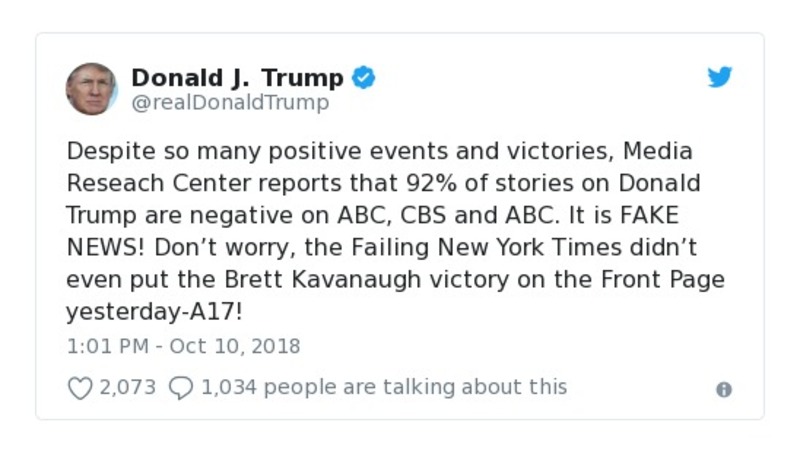 Donald J. Trump
@realDonaldTrump
Despite so many positive events and victories, Media
Reseach Center reports that 92% of stories on Donald
Trump are negative on ABC, CBS and ABC. It is FAKE
NEWS! Don’t worry, the Failing New York Times didn’t
even put the Brett Kavanaugh victory on the Front Page
yesterday-A17!
1:01 PM - Oct 10, 2018
2,073 1,034 people are talking about this